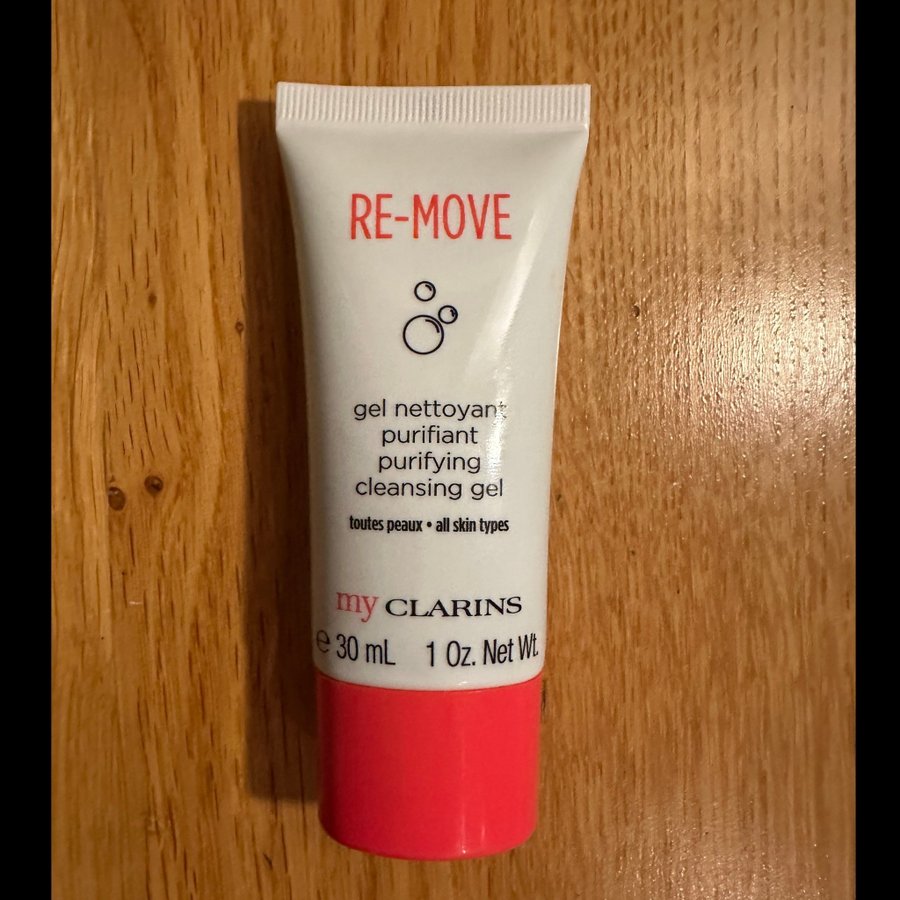 RE-MOVE
gel nettoyant
purifiant
purifying
cleansing gel
toutes peaux • all skin types
my CLARINS
℮ 30 mL 1 Oz. Net Wt.